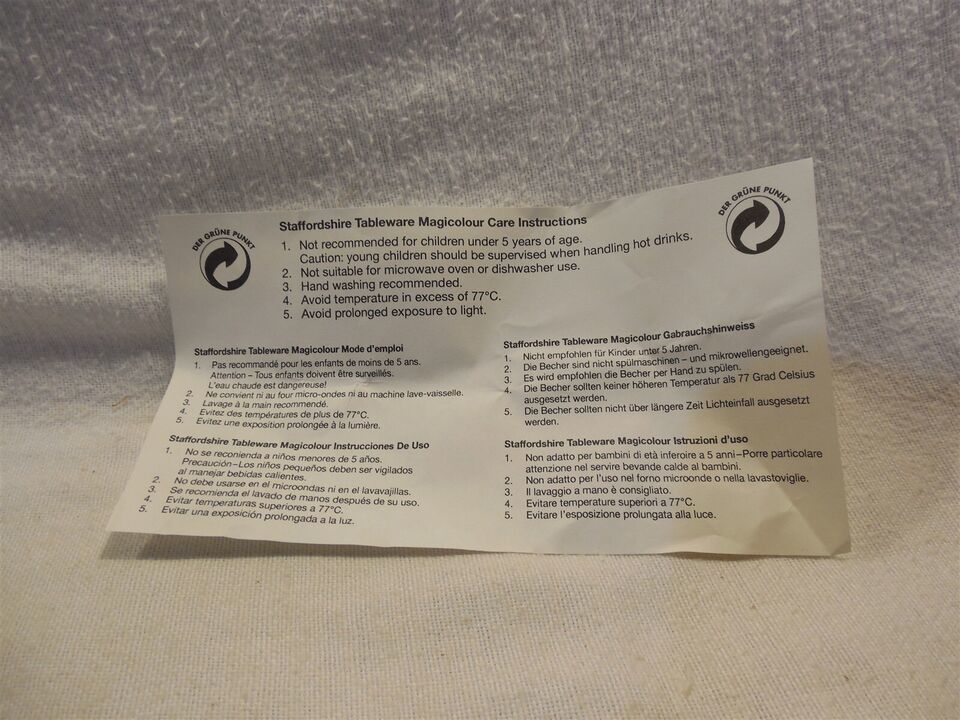 DER GRÜNE PUNKT
DER GRÜNE PUNKT
Staffordshire Tableware Magicolour Care Instructions
1. Not recommended for children under 5 years of age.
Caution: young children should be supervised when handling hot drinks.
2. Not suitable for microwave oven or dishwasher use.
3. Hand washing recommended.
4. Avoid temperature in excess of 77°C.
5. Avoid prolonged exposure to light.
Staffordshire Tableware Magicolour Mode d'emploi
1. Pas recommandé pour les enfants de moins de 5 ans.
Attention – Tous enfants doivent être surveillés.
L'eau chaude est dangereuse!
2. Ne convient ni au four micro-ondes ni au machine lave-vaisselle.
3. Lavage à la main recommendé.
4. Evitez des températures de plus de 77°C.
5. Evitez une exposition prolongée à la lumière.
Staffordshire Tableware Magicolour Gabrauchshinweiss
1. Nicht empfohlen für Kinder unter 5 Jahren.
2. Die Becher sind nicht spülmaschinen – und mikrowellengeeignet.
3. Es wird empfohlen die Becher per Hand zu spülen.
4. Die Becher sollten keiner höheren Temperatur als 77 Grad Celsius
ausgesetzt werden.
5. Die Becher sollten nicht über längere Zeit Lichteinfall ausgesetzt
werden.
Staffordshire Tableware Magicolour Instrucciones De Uso
1. No se reconienda a niños menores de 5 años.
Precaución–Los niños pequeños deben ser vigilados
al manejar bebidas calientes.
2. No debe usarse en el microondas ni en el lavavajillas.
3. Se recomienda el lavado de manos después de su uso.
4. Evitar temperaturas superiores a 77°C.
5. Evitar una exposición prolongada a la luz.
Staffordshire Tableware Magicolour Istruzioni d'uso
1. Non adatto per bambini di età inferoire a 5 anni–Porre particolare
attenzione nel servire bevande calde al bambini.
2. Non adatto per l'uso nel forno microonde o nella lavastoviglie.
3. Il lavaggio a mano è consigliato.
4. Evitare temperature superiori a 77°C.
5. Evitare l'esposizione prolungata alla luce.